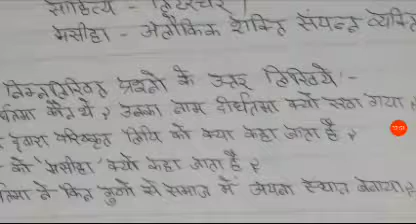 साहित्य - लिटरेचर ।
मसीहा - अलौकिक शक्ति संपन्न व्यक्ति
निम्नलिखित प्रश्नों के उत्तर लिखिये :-
कौन थे ? उनका नाम दीर्घतमा क्यों रखा गया ?
द्वारा परिष्कृत लिपि को क्या कहा जाता है ?
को 'मसीहा' क्यों कहा जाता है ?
ने किन गुणों से समाज में अपना स्थान बनाया ?